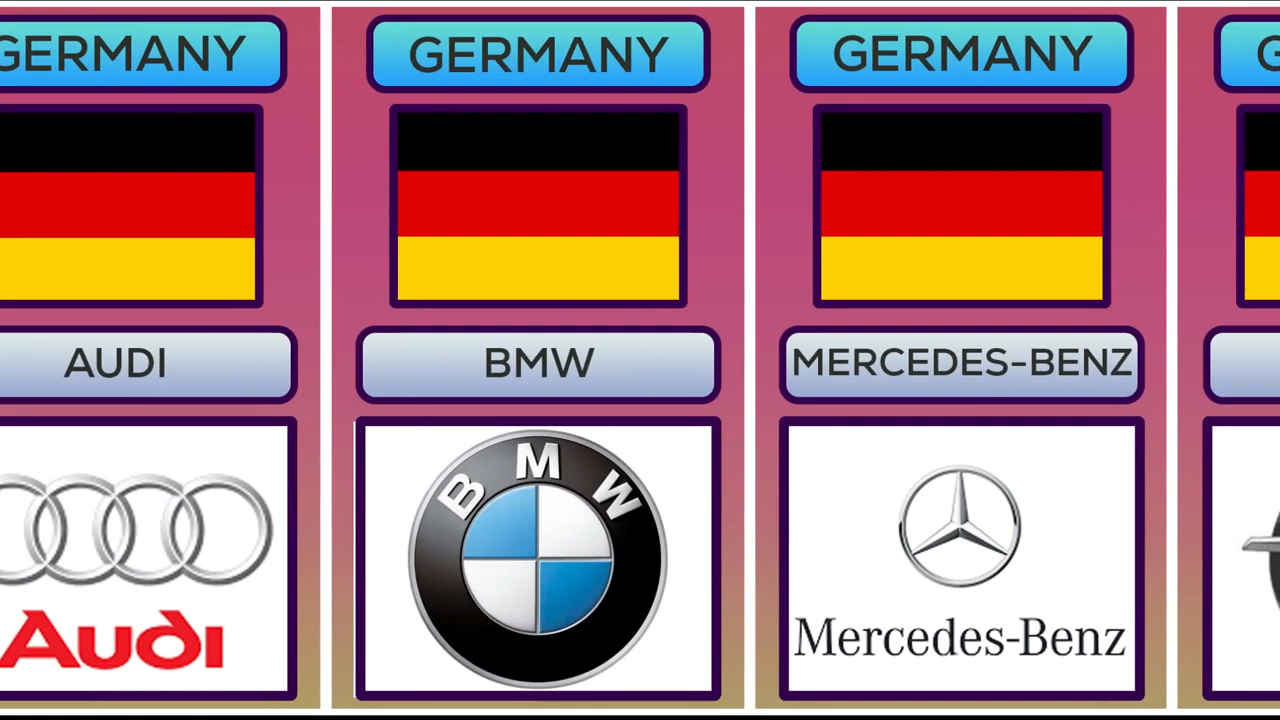 GERMANY
AUDI
Audi
GERMANY
BMW
BMW
GERMANY
MERCEDES-BENZ
Mercedes-Benz
G